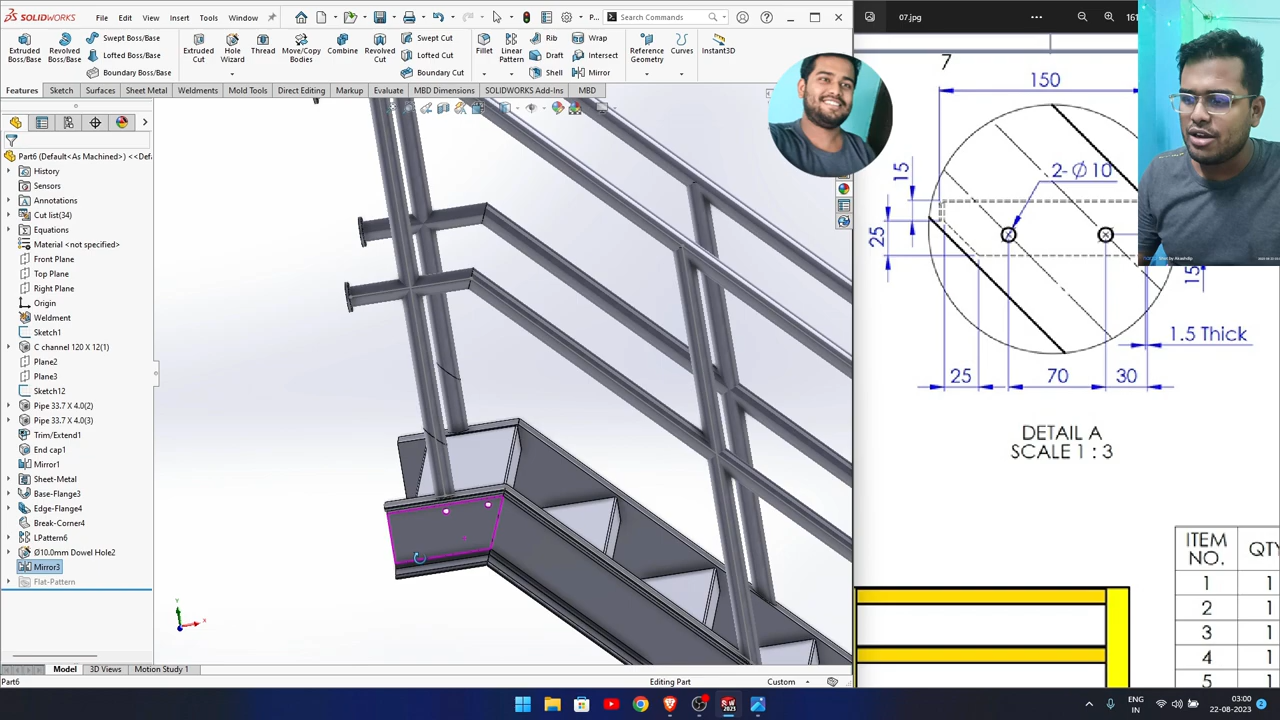 SOLIDWORKS
File
Edit
View
Insert
Tools
Window
P...
Search Commands
Extruded Boss/Base
Revolved Boss/Base
Swept Boss/Base
Lofted Boss/Base
Boundary Boss/Base
Thread
Move/Copy Bodies
Combine
Extruded Cut
Hole Wizard
Revolved Cut
Swept Cut
Lofted Cut
Boundary Cut
Fillet
Linear Pattern
Rib
Draft
Shell
Wrap
Intersect
Mirror
Reference Geometry
Curves
Instant3D
Features
Sketch
Surfaces
Sheet Metal
Weldments
Mold Tools
Direct Editing
Markup
Evaluate
MBD Dimensions
SOLIDWORKS Add-Ins
MBD
Part6 (Default<As Machined>) <<Def
History
Sensors
Annotations
Cut list(34)
Equations
Material <not specified>
Front Plane
Top Plane
Right Plane
Origin
Weldment
Sketch1
C channel 120 X 12(1)
Plane2
Plane3
Sketch12
Pipe 33.7 X 4.0(2)
Pipe 33.7 X 4.0(3)
Trim/Extend1
End cap1
Mirror1
Sheet-Metal
Base-Flange3
Edge-Flange4
Break-Corner4
LPattern6
Ø10.0mm Dowel Hole2
Mirror3
Flat-Pattern
Y
X
Model
3D Views
Motion Study 1
Part6
Editing Part
Custom
07.jpg
161
7
150
2-Ø10
15
25
15
1.5 Thick
25
70
30
DETAIL A
SCALE 1 : 3
ITEM NO.
QTY
1 1
2 1
3 1
4 1
5 1
ENG
IN
03:00
22-08-2023